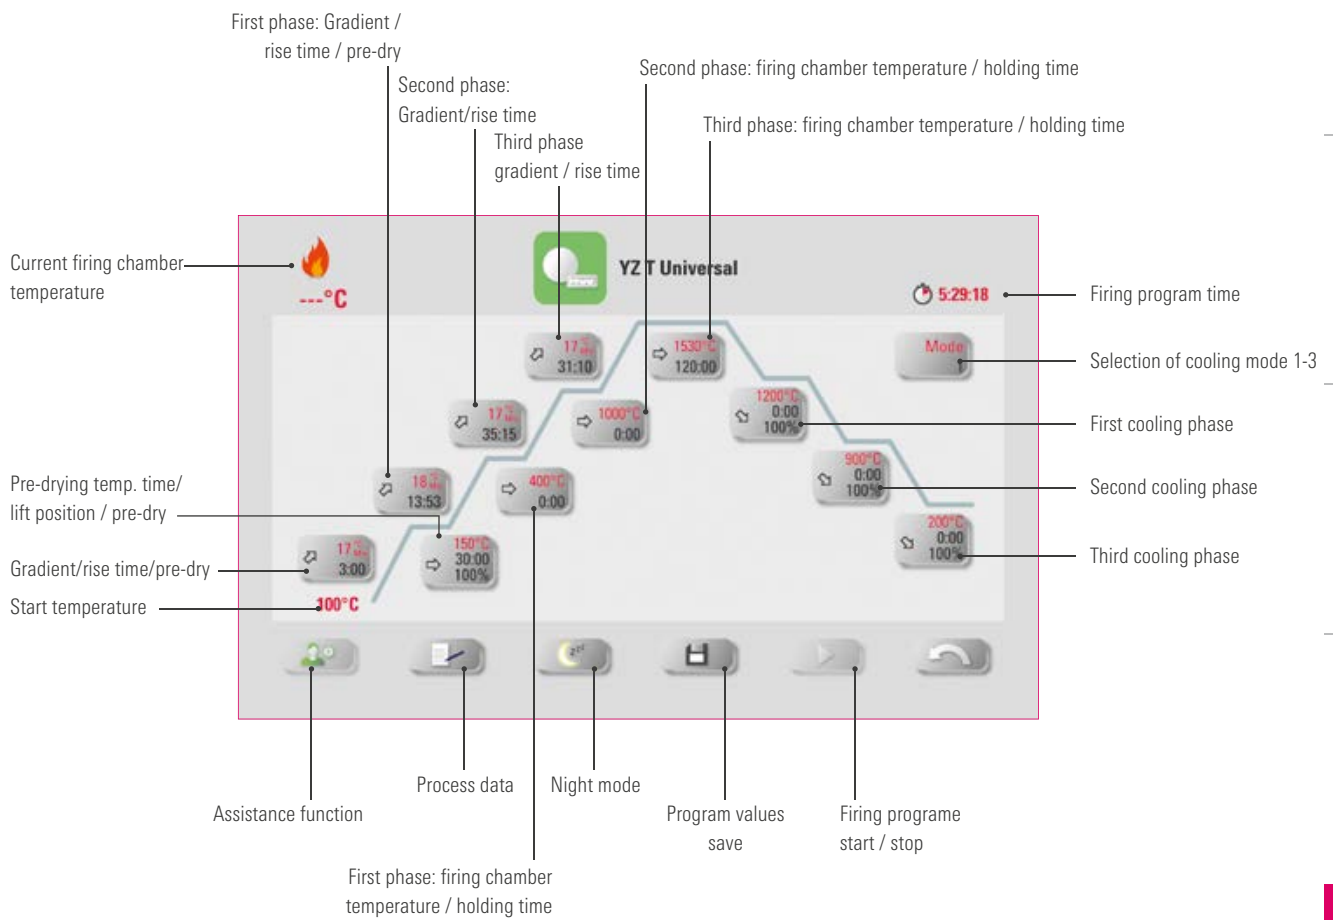 First phase: Gradient /
rise time / pre-dry
Second phase: firing chamber temperature / holding time
Second phase:
Gradient/rise time
Third phase: firing chamber temperature / holding time
Third phase
gradient / rise time
Current firing chamber
temperature
---°C
YZ T Universal
5:29:18
Firing program time
17 °C/Min
31:10
1530°C
120:00
Mode
1
Selection of cooling mode 1-3
17 °C/Min
35:15
1000°C
0:00
1200°C
0:00
100%
First cooling phase
18 °C/Min
13:53
400°C
0:00
900°C
0:00
100%
Second cooling phase
Pre-drying temp. time/
lift position / pre-dry
17 °C/Min
3:00
150°C
30:00
100%
200°C
0:00
100%
Third cooling phase
Gradient/rise time/pre-dry
Start temperature
100°C
zzz
Process data
Night mode
Assistance function
Program values
save
Firing programe
start / stop
First phase: firing chamber
temperature / holding time